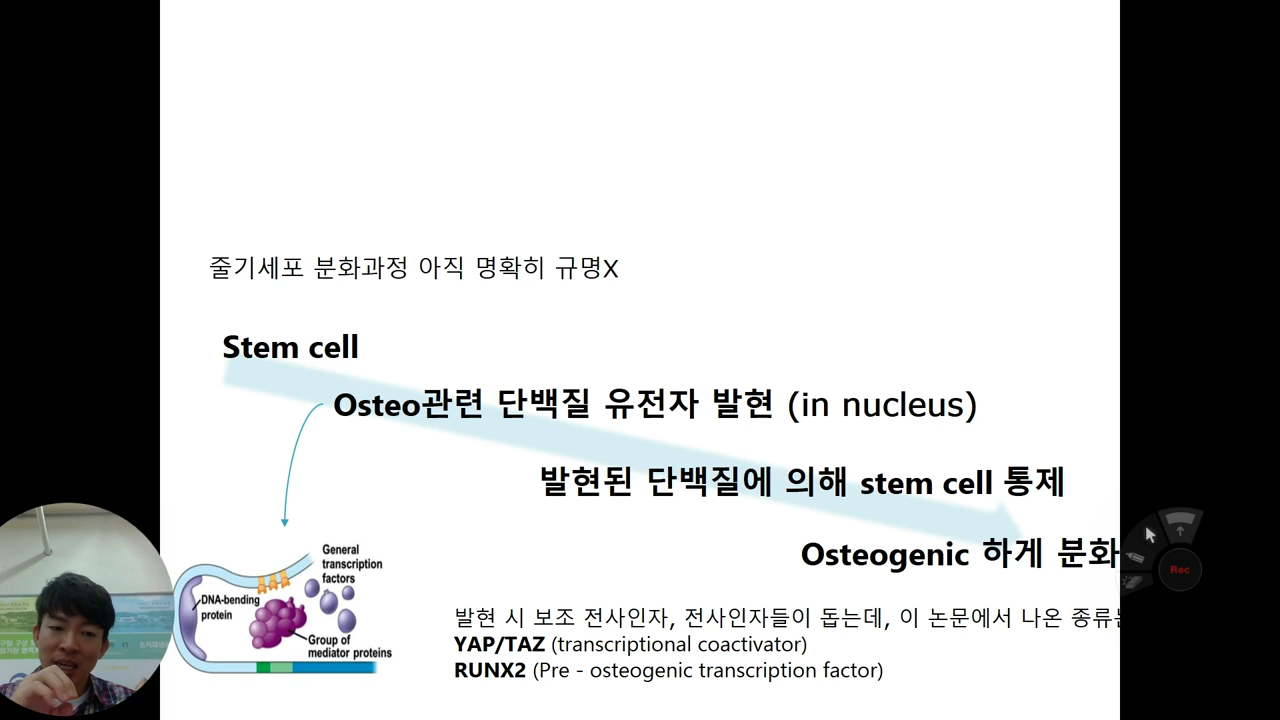 줄기세포 분화과정 아직 명확히 규명X
Stem cell
Osteo관련 단백질 유전자 발현 (in nucleus)
발현된 단백질에 의해 stem cell 통제
Osteogenic 하게 분화
General
transcription
factors
DNA-bending
protein
Group of
mediator proteins
발현 시 보조 전사인자, 전사인자들이 돕는데, 이 논문에서 나온
YAP/TAZ (transcriptional coactivator)
RUNX2 (Pre - osteogenic transcription factor)
Rec